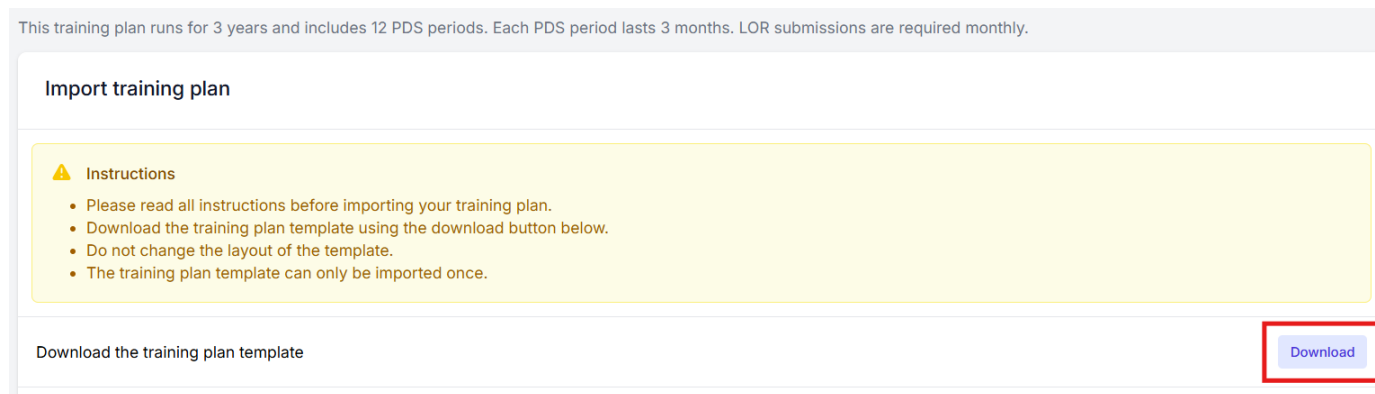 This training plan runs for 3 years and includes 12 PDS periods. Each PDS period lasts 3 months. LOR submissions are required monthly.
Import training plan
Instructions
• Please read all instructions before importing your training plan.
• Download the training plan template using the download button below.
• Do not change the layout of the template.
• The training plan template can only be imported once.
Download the training plan template
Download